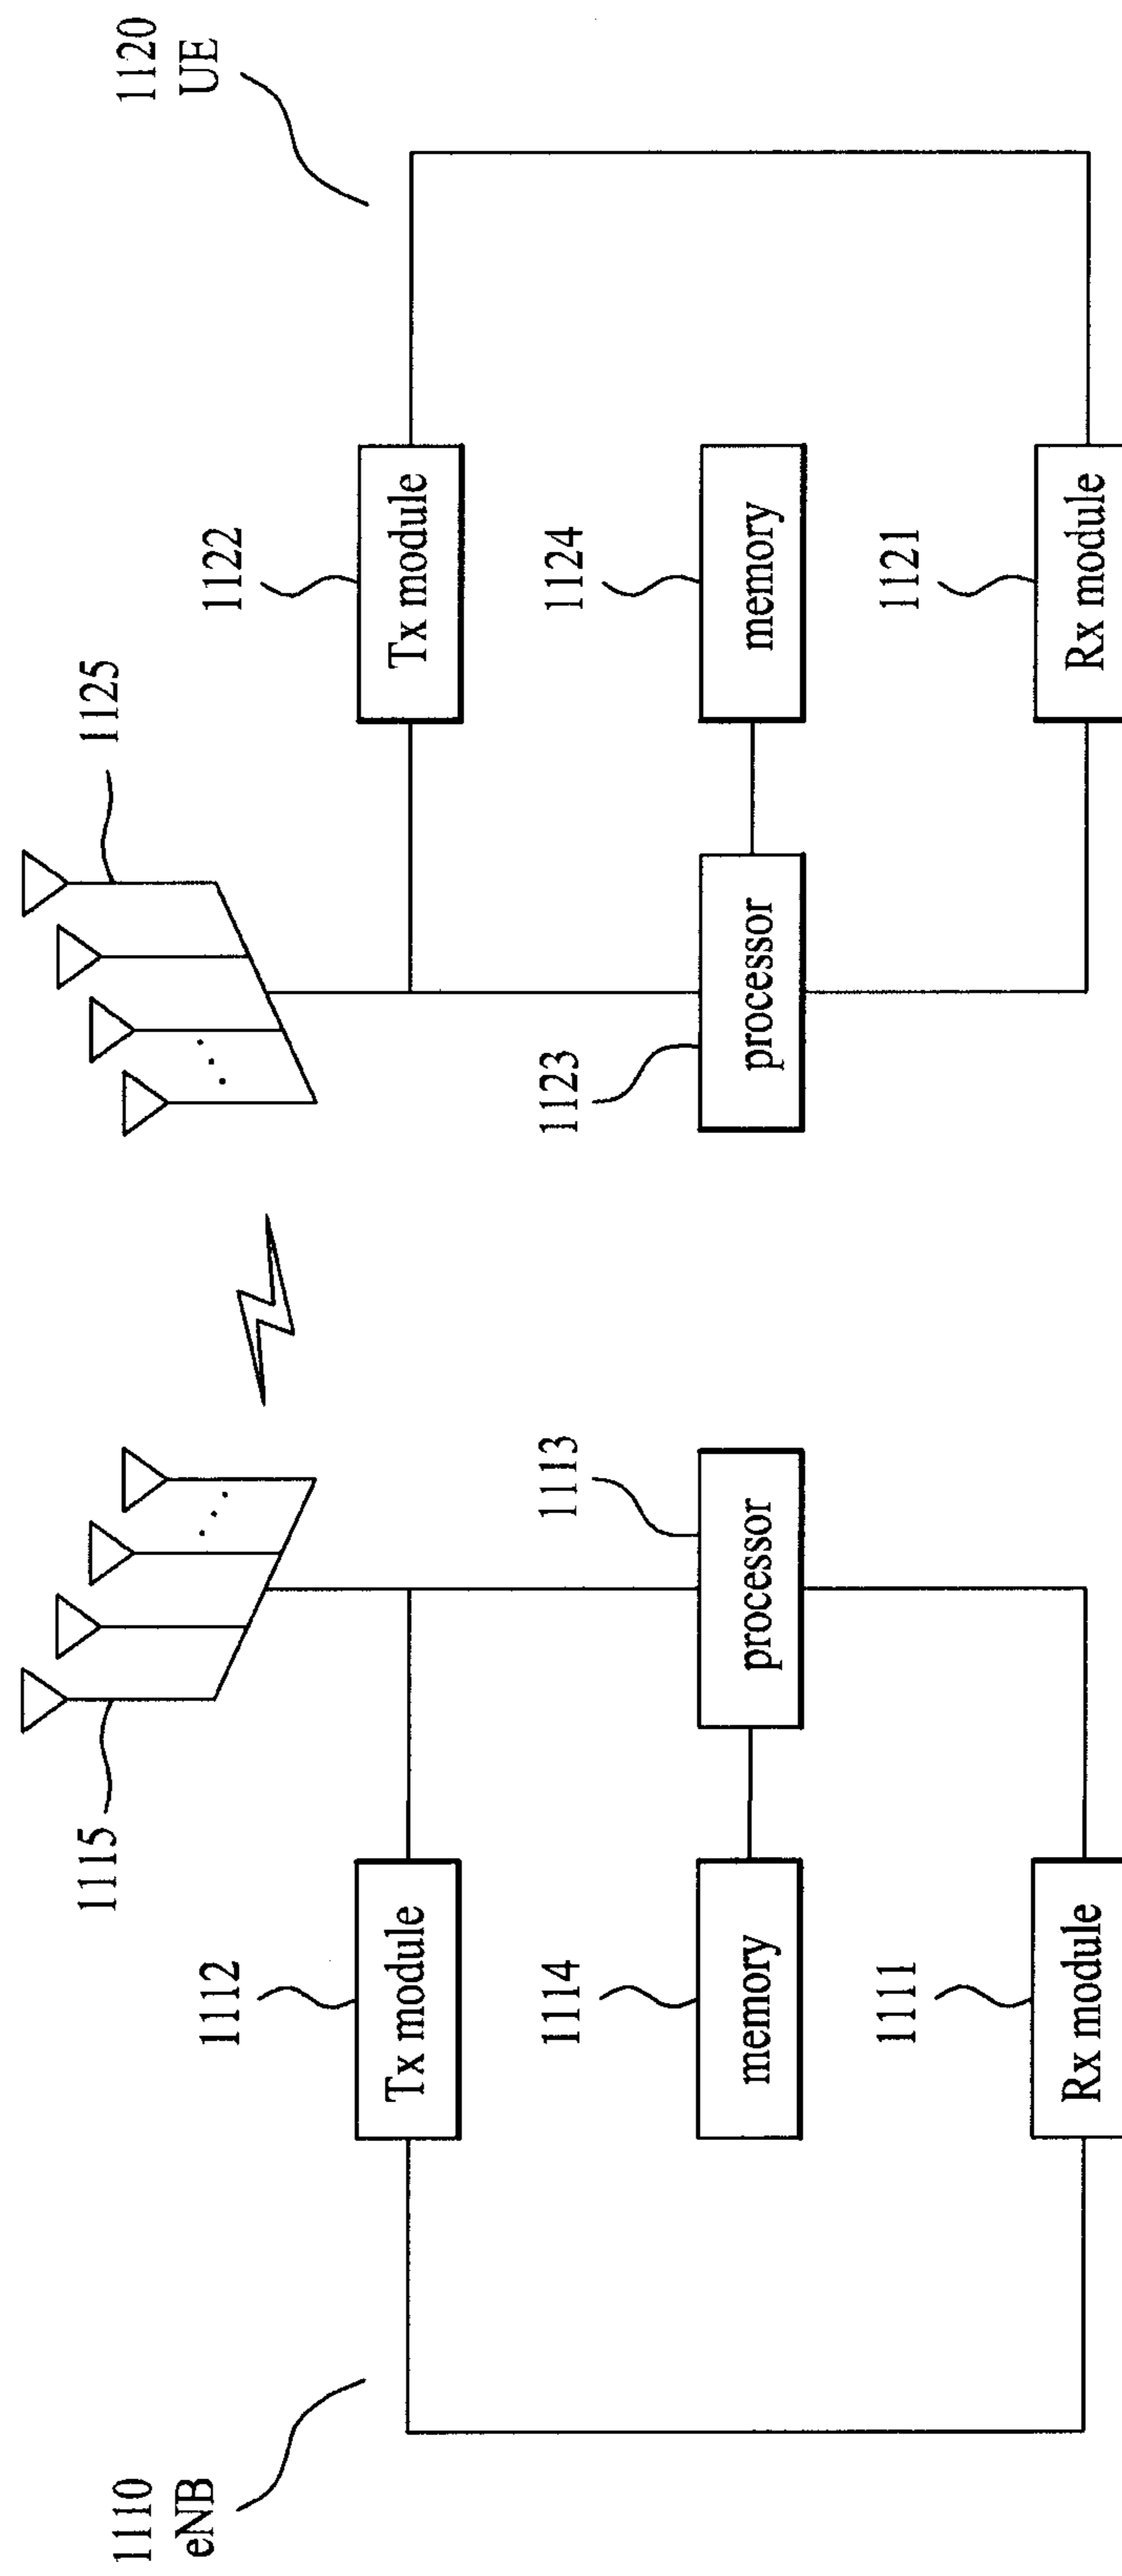 1110
eNB
1115
1112
Tx module
1114
memory
1113
processor
1111
Rx module
1120
UE
1125
1122
Tx module
1123
processor
1124
memory
1121
Rx module